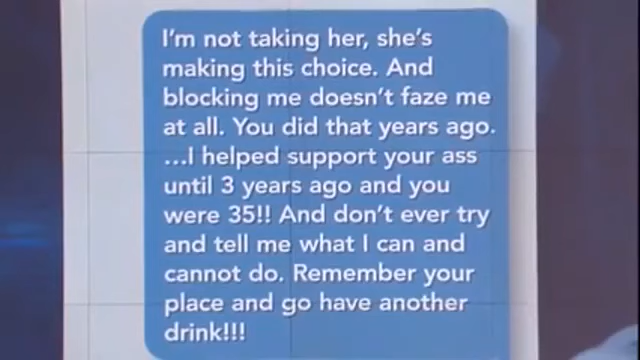 I'm not taking her, she's
making this choice. And
blocking me doesn't faze me
at all. You did that years ago.
...I helped support your ass
until 3 years ago and you
were 35!! And don't ever try
and tell me what I can and
cannot do. Remember your
place and go have another
drink!!!